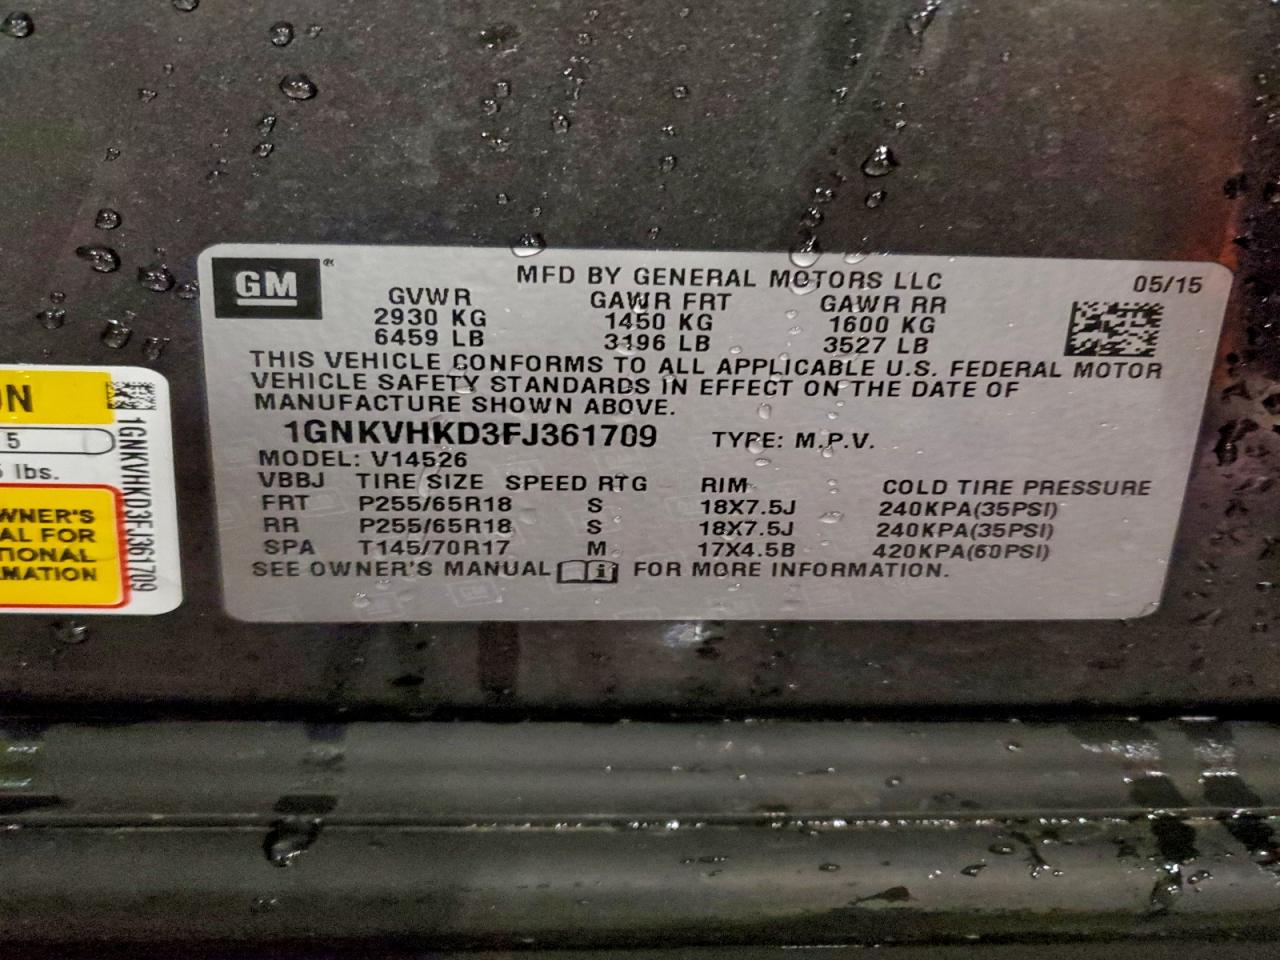 GM ®
MFD BY GENERAL MOTORS LLC 05/15
GVWR GAWR FRT GAWR RR
2930 KG 1450 KG 1600 KG
6459 LB 3196 LB 3527 LB
THIS VEHICLE CONFORMS TO ALL APPLICABLE U.S. FEDERAL MOTOR
VEHICLE SAFETY STANDARDS IN EFFECT ON THE DATE OF
MANUFACTURE SHOWN ABOVE.
1GNKVHKD3FJ361709 TYPE: M.P.V.
MODEL: V14526
VBBJ TIRE SIZE SPEED RTG RIM COLD TIRE PRESSURE
FRT P255/65R18 S 18X7.5J 240KPA(35PSI)
RR P255/65R18 S 18X7.5J 240KPA(35PSI)
SPA T145/70R17 M 17X4.5B 420KPA(60PSI)
SEE OWNER'S MANUAL FOR MORE INFORMATION.
5
lbs.
1GNKVHKD3FJ361709